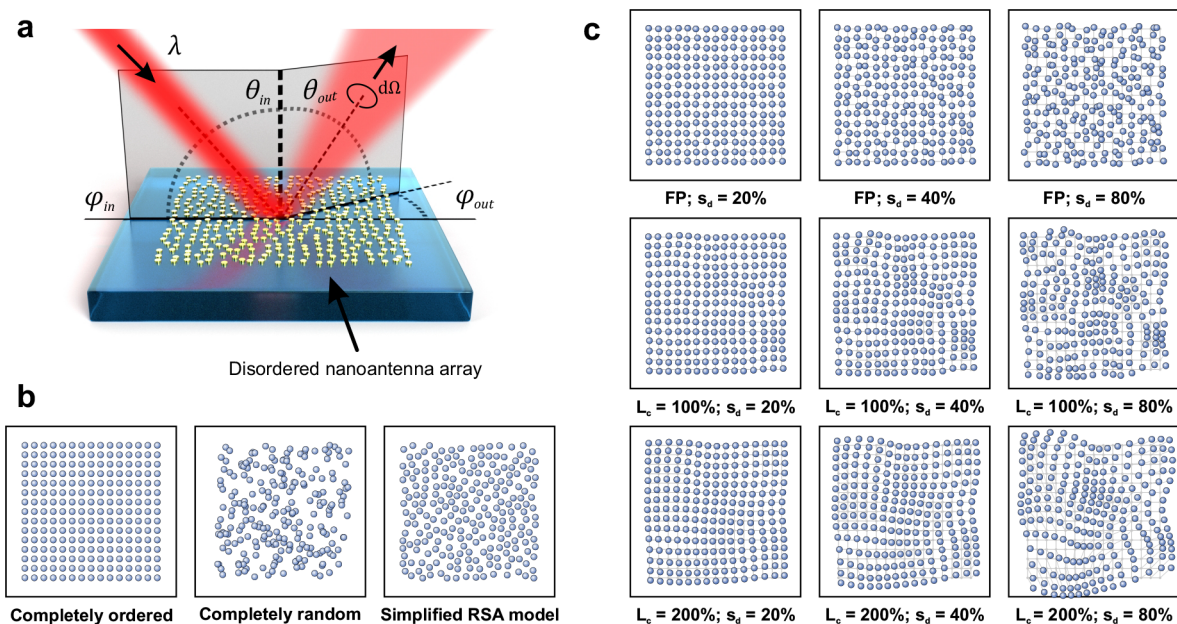 a
λ
θin
θout
dΩ
φin
φout
Disordered nanoantenna array
b
Completely ordered
Completely random
Simplified RSA model
c
FP; sd = 20%
FP; sd = 40%
FP; sd = 80%
Lc = 100%; sd = 20%
Lc = 100%; sd = 40%
Lc = 100%; sd = 80%
Lc = 200%; sd = 20%
Lc = 200%; sd = 40%
Lc = 200%; sd = 80%